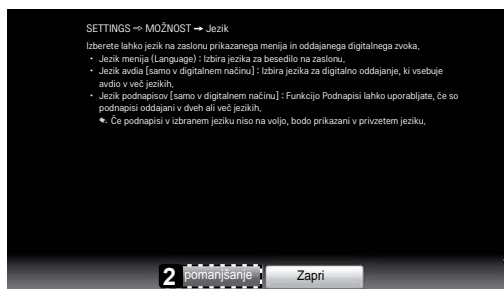 SETTINGS ⇨ MOŽNOST ➙ Jezik
Izberete lahko jezik na zaslonu prikazanega menija in oddajanega digitalnega zvoka.
• Jezik menija (Language) : Izbira jezika za besedilo na zaslonu.
• Jezik avdia [samo v digitalnem načinu] : Izbira jezika za digitalno oddajanje, ki vsebuje
avdio v več jezikih.
• Jezik podnapisov [samo v digitalnem načinu] : Funkcijo Podnapisi lahko uporabljate, če so
podnapisi oddajani v dveh ali več jezikih.
✎ Če podnapisi v izbranem jeziku niso na voljo, bodo prikazani v privzetem jeziku.
2 pomanjšanje Zapri